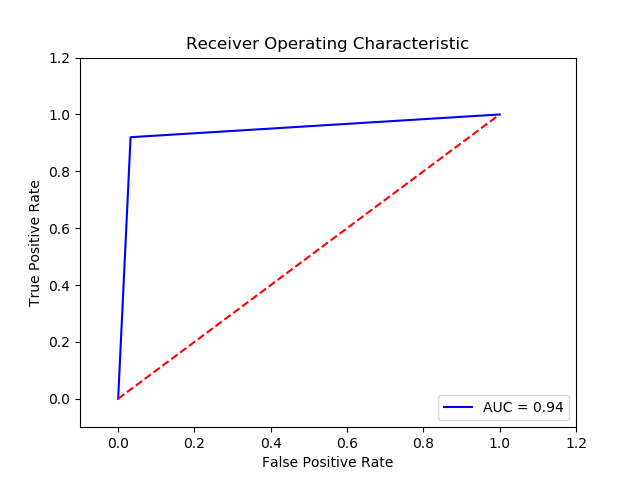 Receiver Operating Characteristic
1.2
1.0
0.8
0.6
0.4
0.2
0.0
True Positive Rate
AUC = 0.94
0.0 0.2 0.4 0.6 0.8 1.0 1.2
False Positive Rate